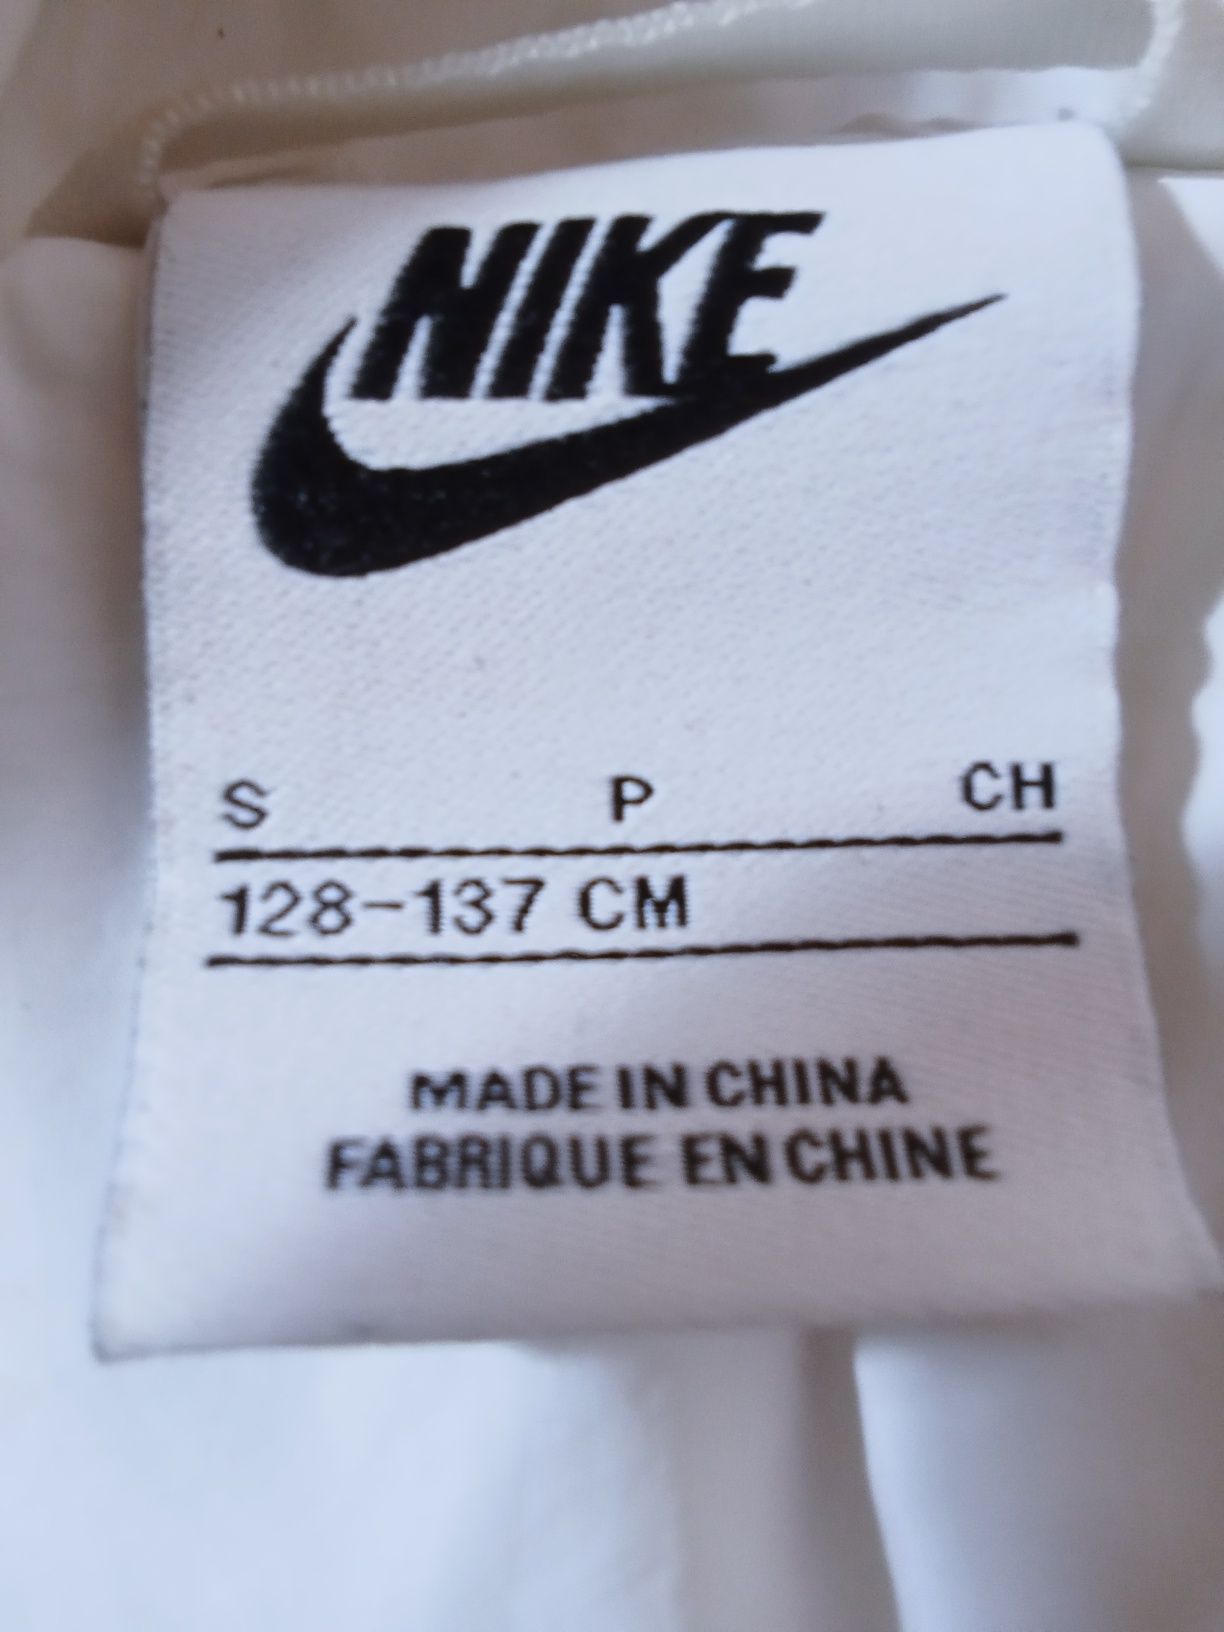 NIKE
S P CH
128-137 CM
MADE IN CHINA
FABRIQUE EN CHINE